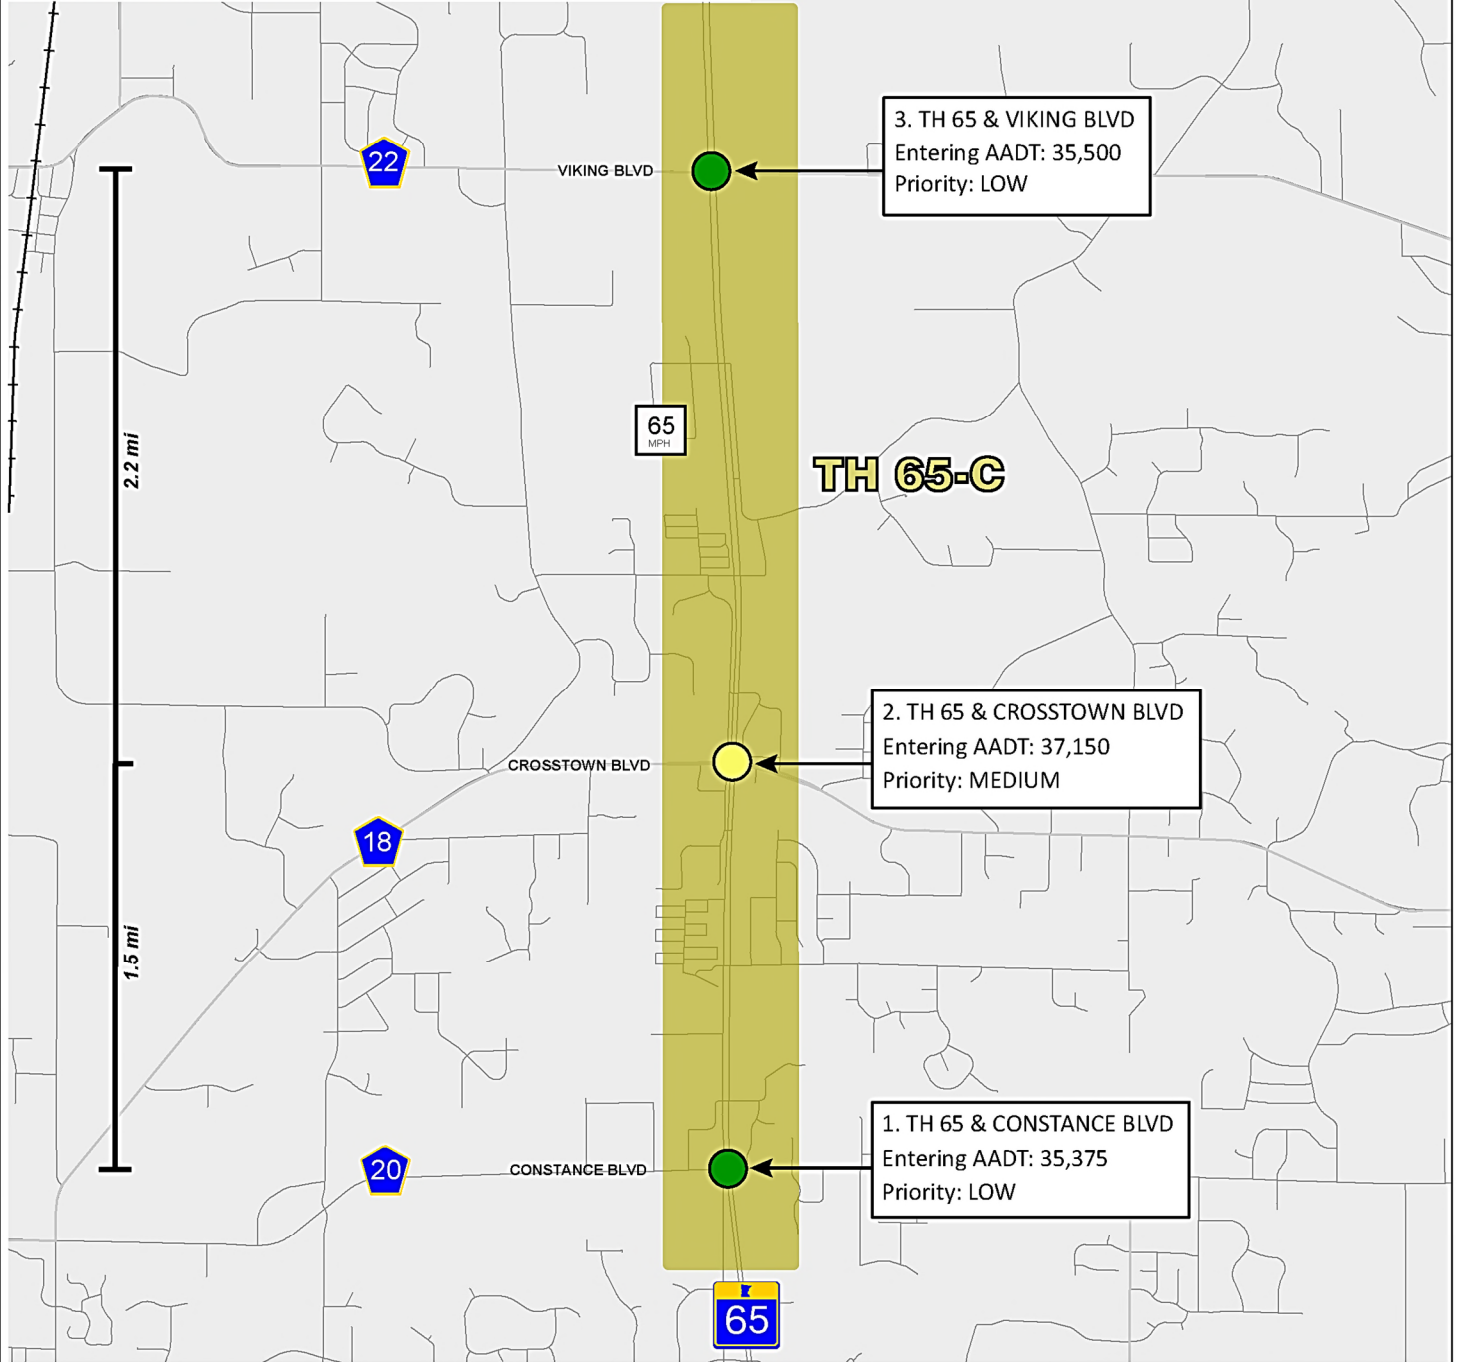 3. TH 65 & VIKING BLVD
Entering AADT: 35,500
Priority: LOW
22
VIKING BLVD
65
MPH
2.2 mi
TH 65-C
2. TH 65 & CROSSTOWN BLVD
Entering AADT: 37,150
Priority: MEDIUM
CROSSTOWN BLVD
18
1.5 mi
1. TH 65 & CONSTANCE BLVD
Entering AADT: 35,375
Priority: LOW
20
CONSTANCE BLVD
65